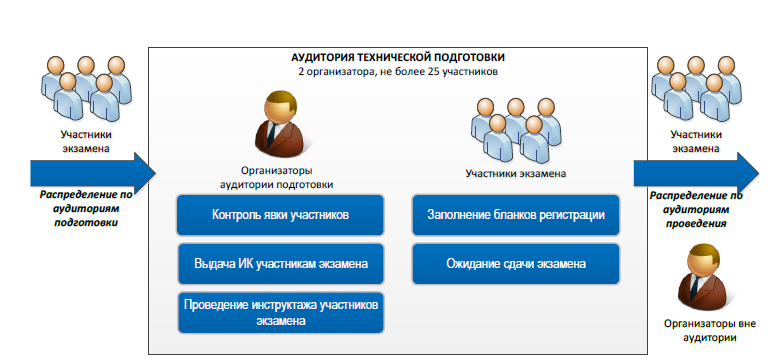 АУДИТОРИЯ ТЕХНИЧЕСКОЙ ПОДГОТОВКИ
2 организатора, не более 25 участников
Участники
экзамена
Распределение по
аудиториям
подготовки
Организаторы
аудитории подготовки
Контроль явки участников
Выдача ИК участникам экзамена
Проведение инструктажа участников
экзамена
Участники экзамена
Заполнение бланков регистрации
Ожидание сдачи экзамена
Участники
экзамена
Распределение по
аудиториям
проведения
Организаторы вне
аудитории